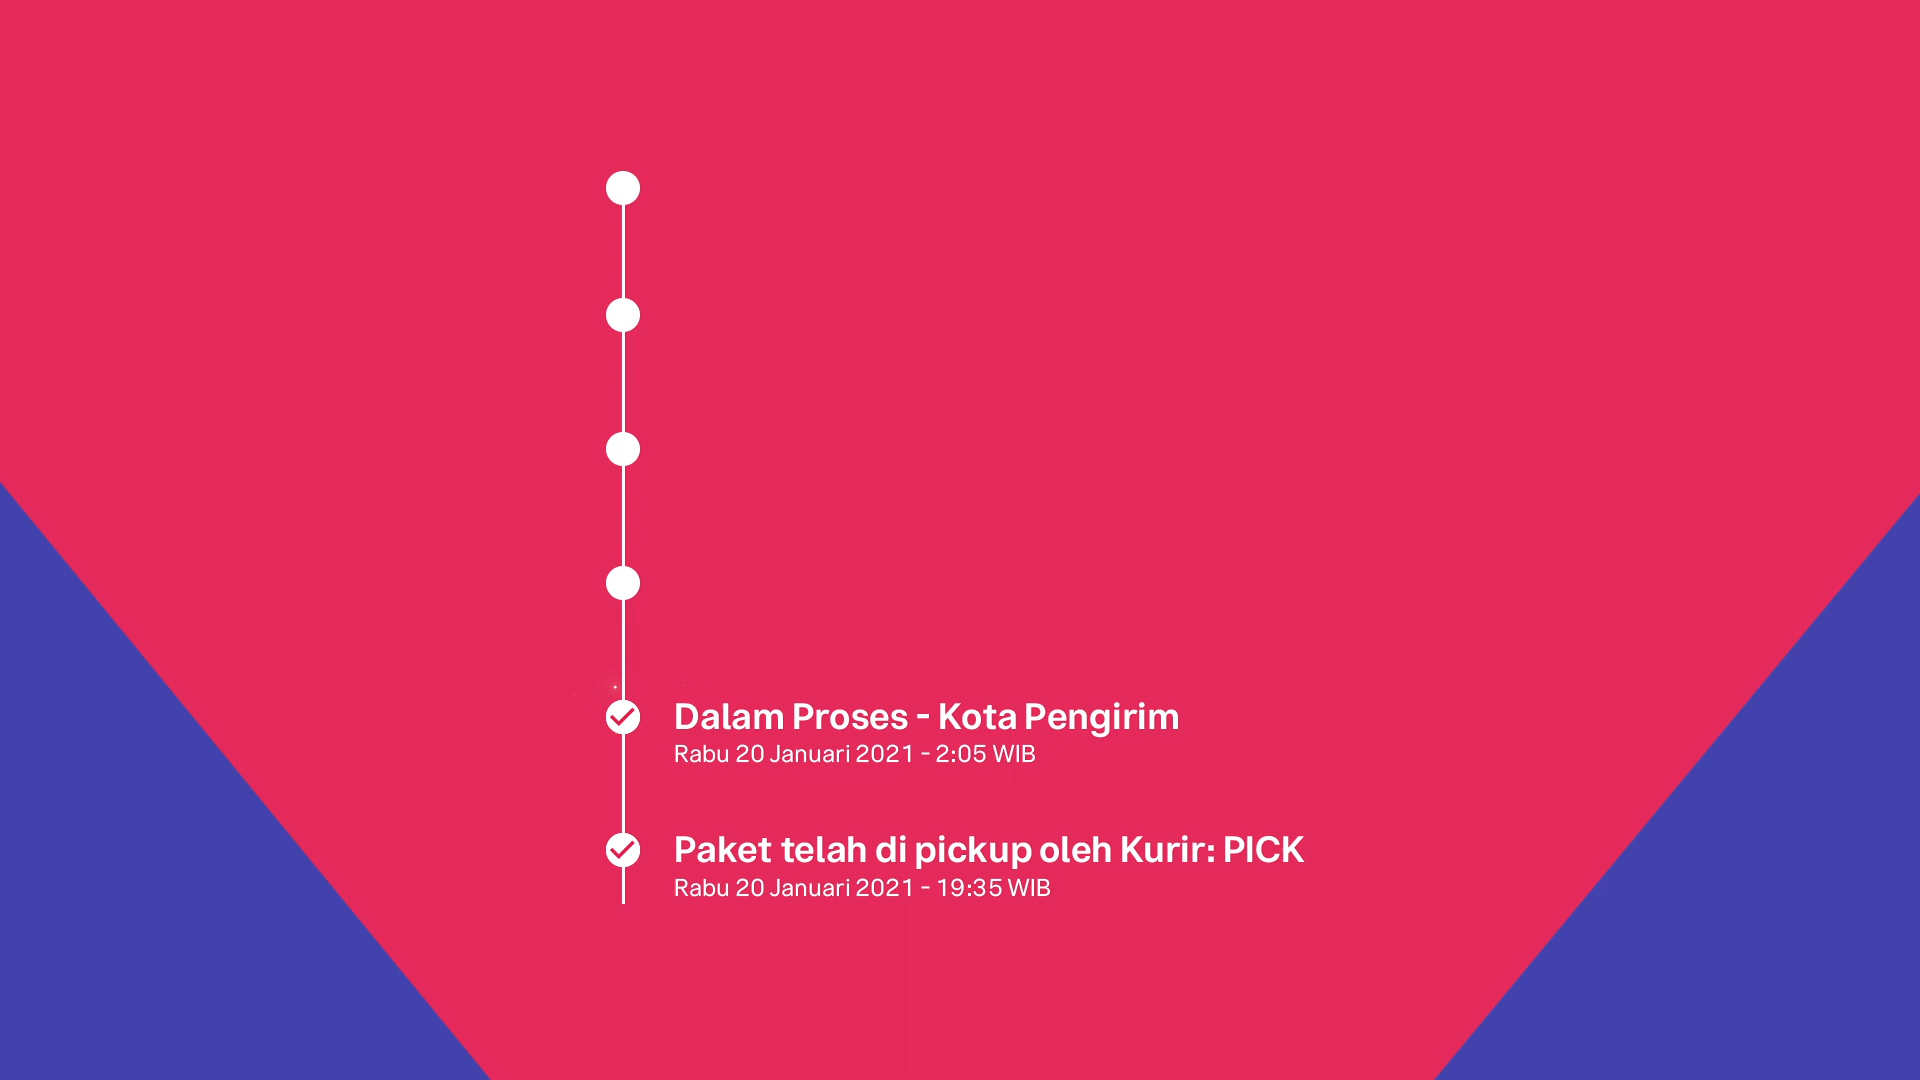 Dalam Proses - Kota Pengirim
Rabu 20 Januari 2021 - 2:05 WIB
Paket telah di pickup oleh Kurir: PICK
Rabu 20 Januari 2021 - 19:35 WIB